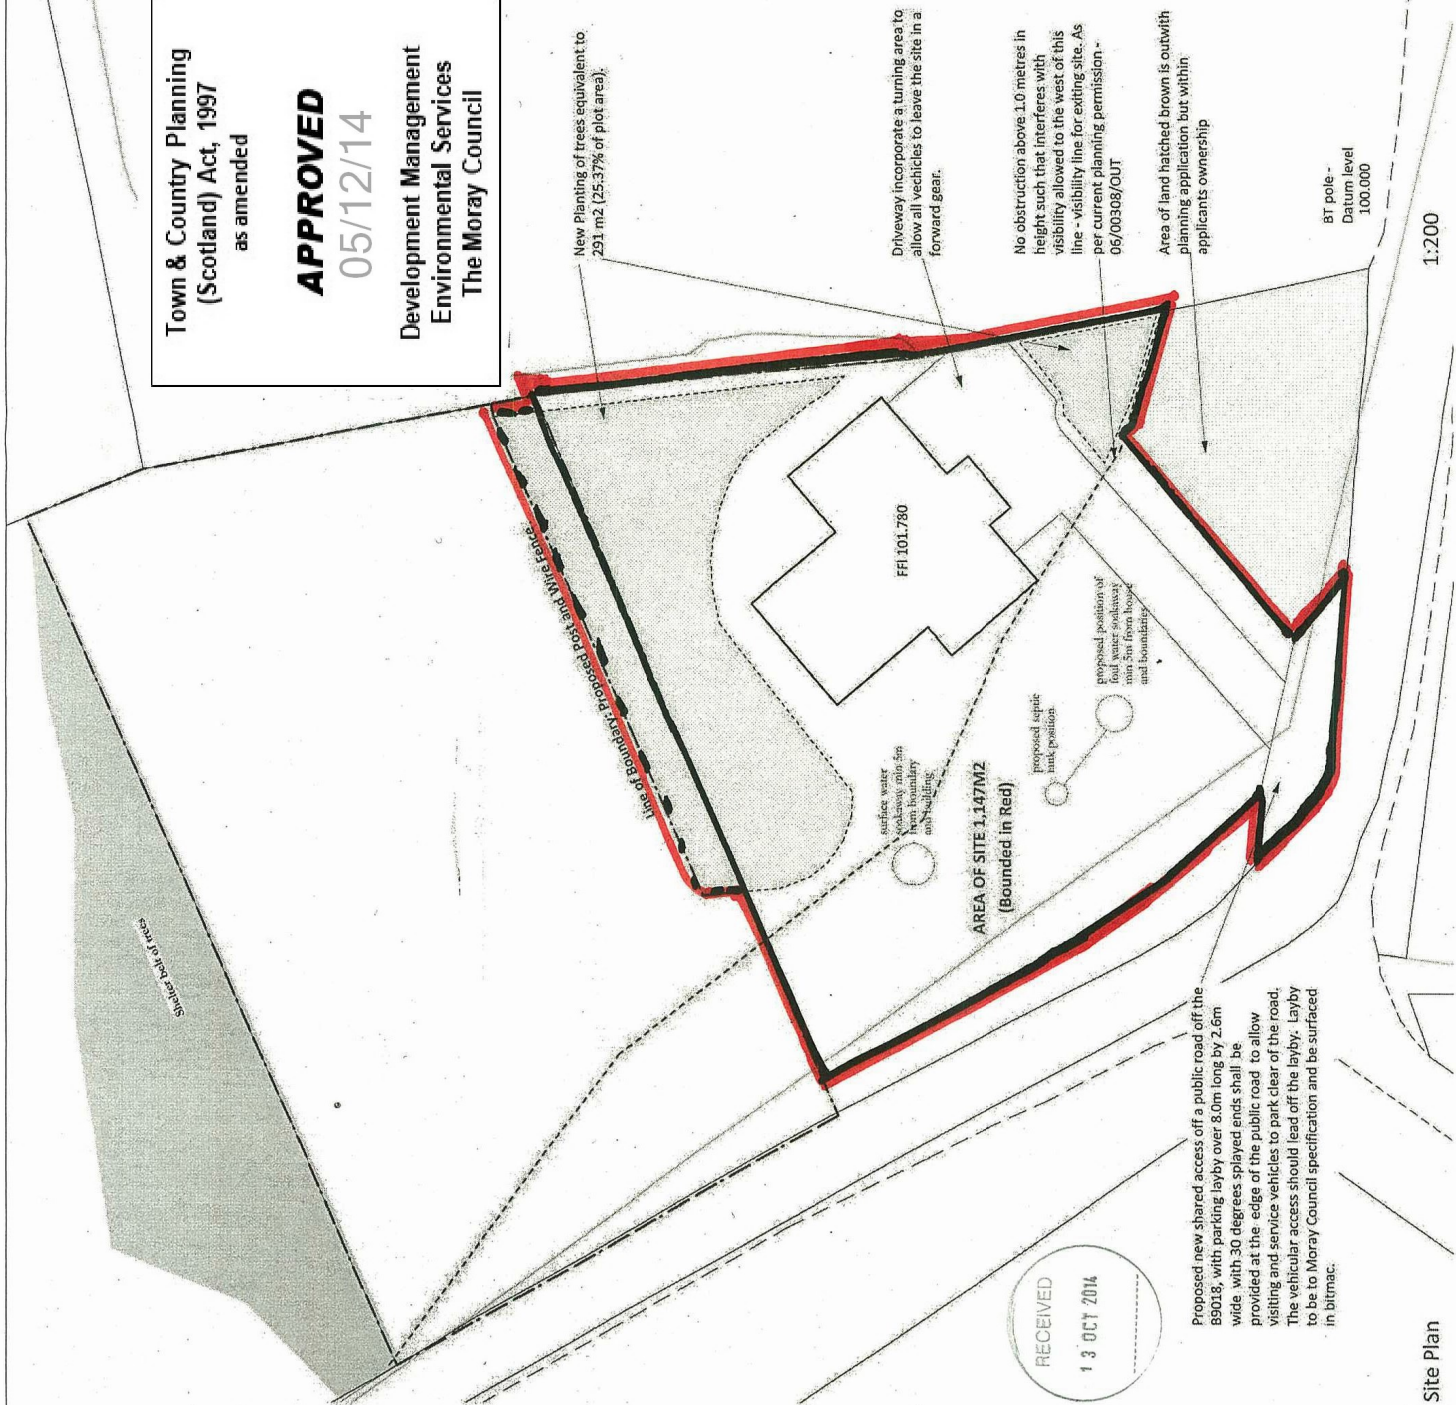 Town & Country Planning
(Scotland) Act, 1997
as amended
APPROVED
05/12/14
Development Management
Environmental Services
The Moray Council
New Planting of trees equivalent to
291 m2 (25.37% of plot area).
Driveway incorporate a turning area to
allow all vechicles to leave the site in a
forward gear.
No obstruction above 1.0 metres in
height such that interferes with
visibility allowed to the west of this
line - visibility line for exiting site. As
per current planning permission -
06/00308/OUT
Area of land hatched brown is outwith
planning application but within
applicants ownership
BT pole -
Datum level
100.000
1:200
Line of Boundary: Proposed Post and Wire Fence.
FFl 101.780
Shelter belt of trees
surface water
soakaway min 5m
from boundary
and building
AREA OF SITE 1,147M2
(Bounded in Red)
proposed septic
tank position
proposed position of
foul water soakaway
min 5m from house
and boundaries
RECEIVED
13 OCT 2014
Proposed new shared access off a public road off the
B9018, with parking layby over 8.0m long by 2.6m
wide with 30 degrees splayed ends shall be
provided at the edge of the public road to allow
visiting and service vehicles to park clear of the road.
The vehicular access should lead off the layby. Layby
to be to Moray Council specification and be surfaced
in bitmac.
Site Plan